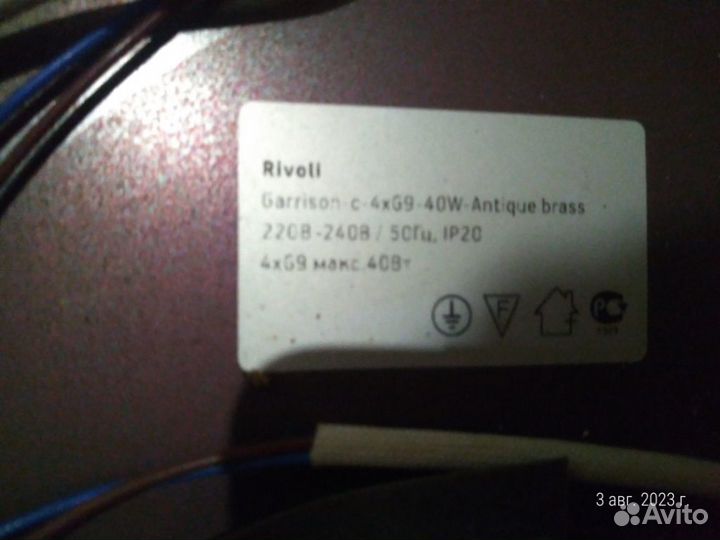 Rivoli
Garrison-c-4xG9-40W-Antique brass
220В-240В / 50Гц, IP20
4xG9 макс.40Вт
F
3 авг. 2023 г.
Avito